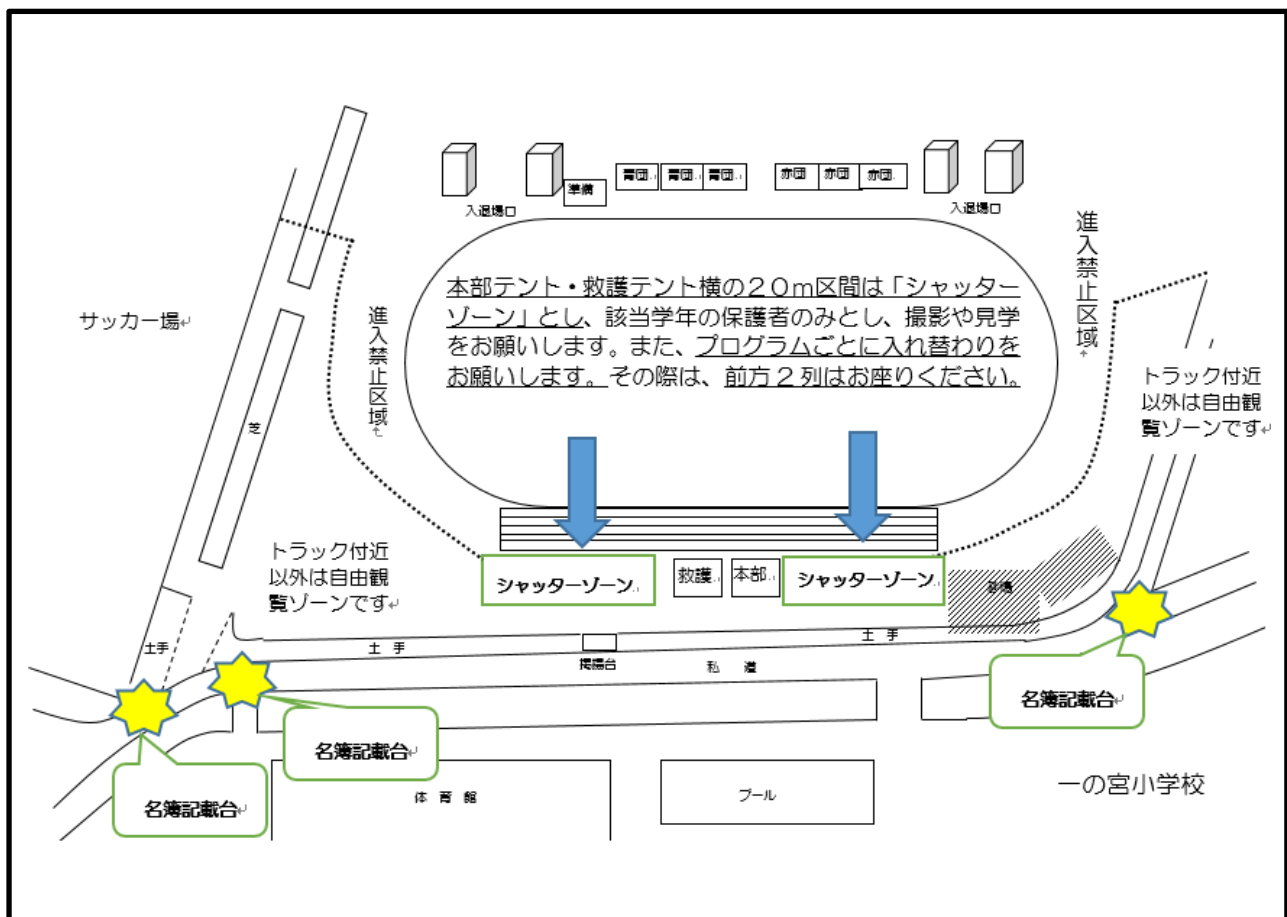 準備
青団
青団
青団
赤団
赤団
赤団
入退場口
入退場口
進入禁止区域
進入禁止区域
サッカー場
本部テント・救護テント横の20m区間は「シャッター
ゾーン」とし、該当学年の保護者のみとし、撮影や見学
をお願いします。また、プログラムごとに入れ替わりを
お願いします。その際は、前方2列はお座りください。
トラック付近
以外は自由観
覧ゾーンです
芝
トラック付近
以外は自由観
覧ゾーンです
シャッターゾーン
救護
本部
シャッターゾーン
砂場
土手
土 手
掲揚台
土 手
私 道
名簿記載台
名簿記載台
名簿記載台
体 育 館
プール
一の宮小学校